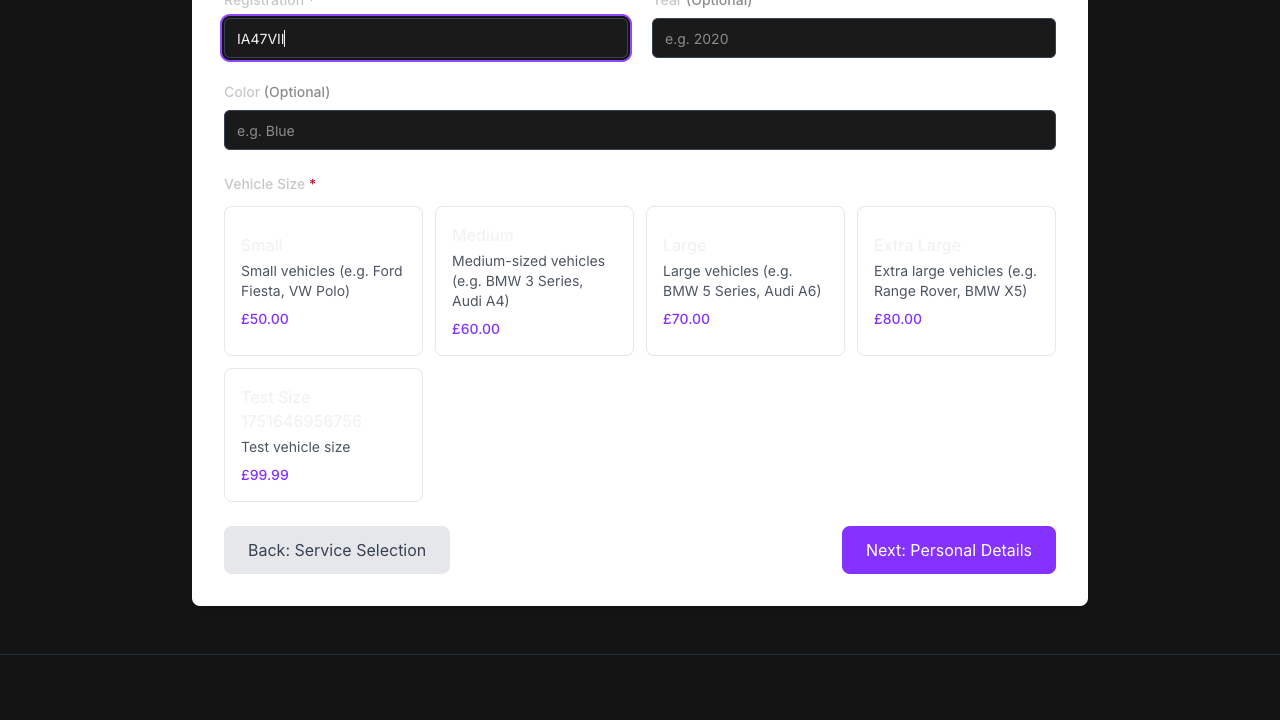 Registration *
Year (Optional)
IA47VII
e.g. 2020
Color (Optional)
e.g. Blue
Vehicle Size *
Small
Small vehicles (e.g. Ford
Fiesta, VW Polo)
£50.00
Medium
Medium-sized vehicles
(e.g. BMW 3 Series,
Audi A4)
£60.00
Large
Large vehicles (e.g.
BMW 5 Series, Audi A6)
£70.00
Extra Large
Extra large vehicles (e.g.
Range Rover, BMW X5)
£80.00
Test Size
1751646956756
Test vehicle size
£99.99
Back: Service Selection
Next: Personal Details